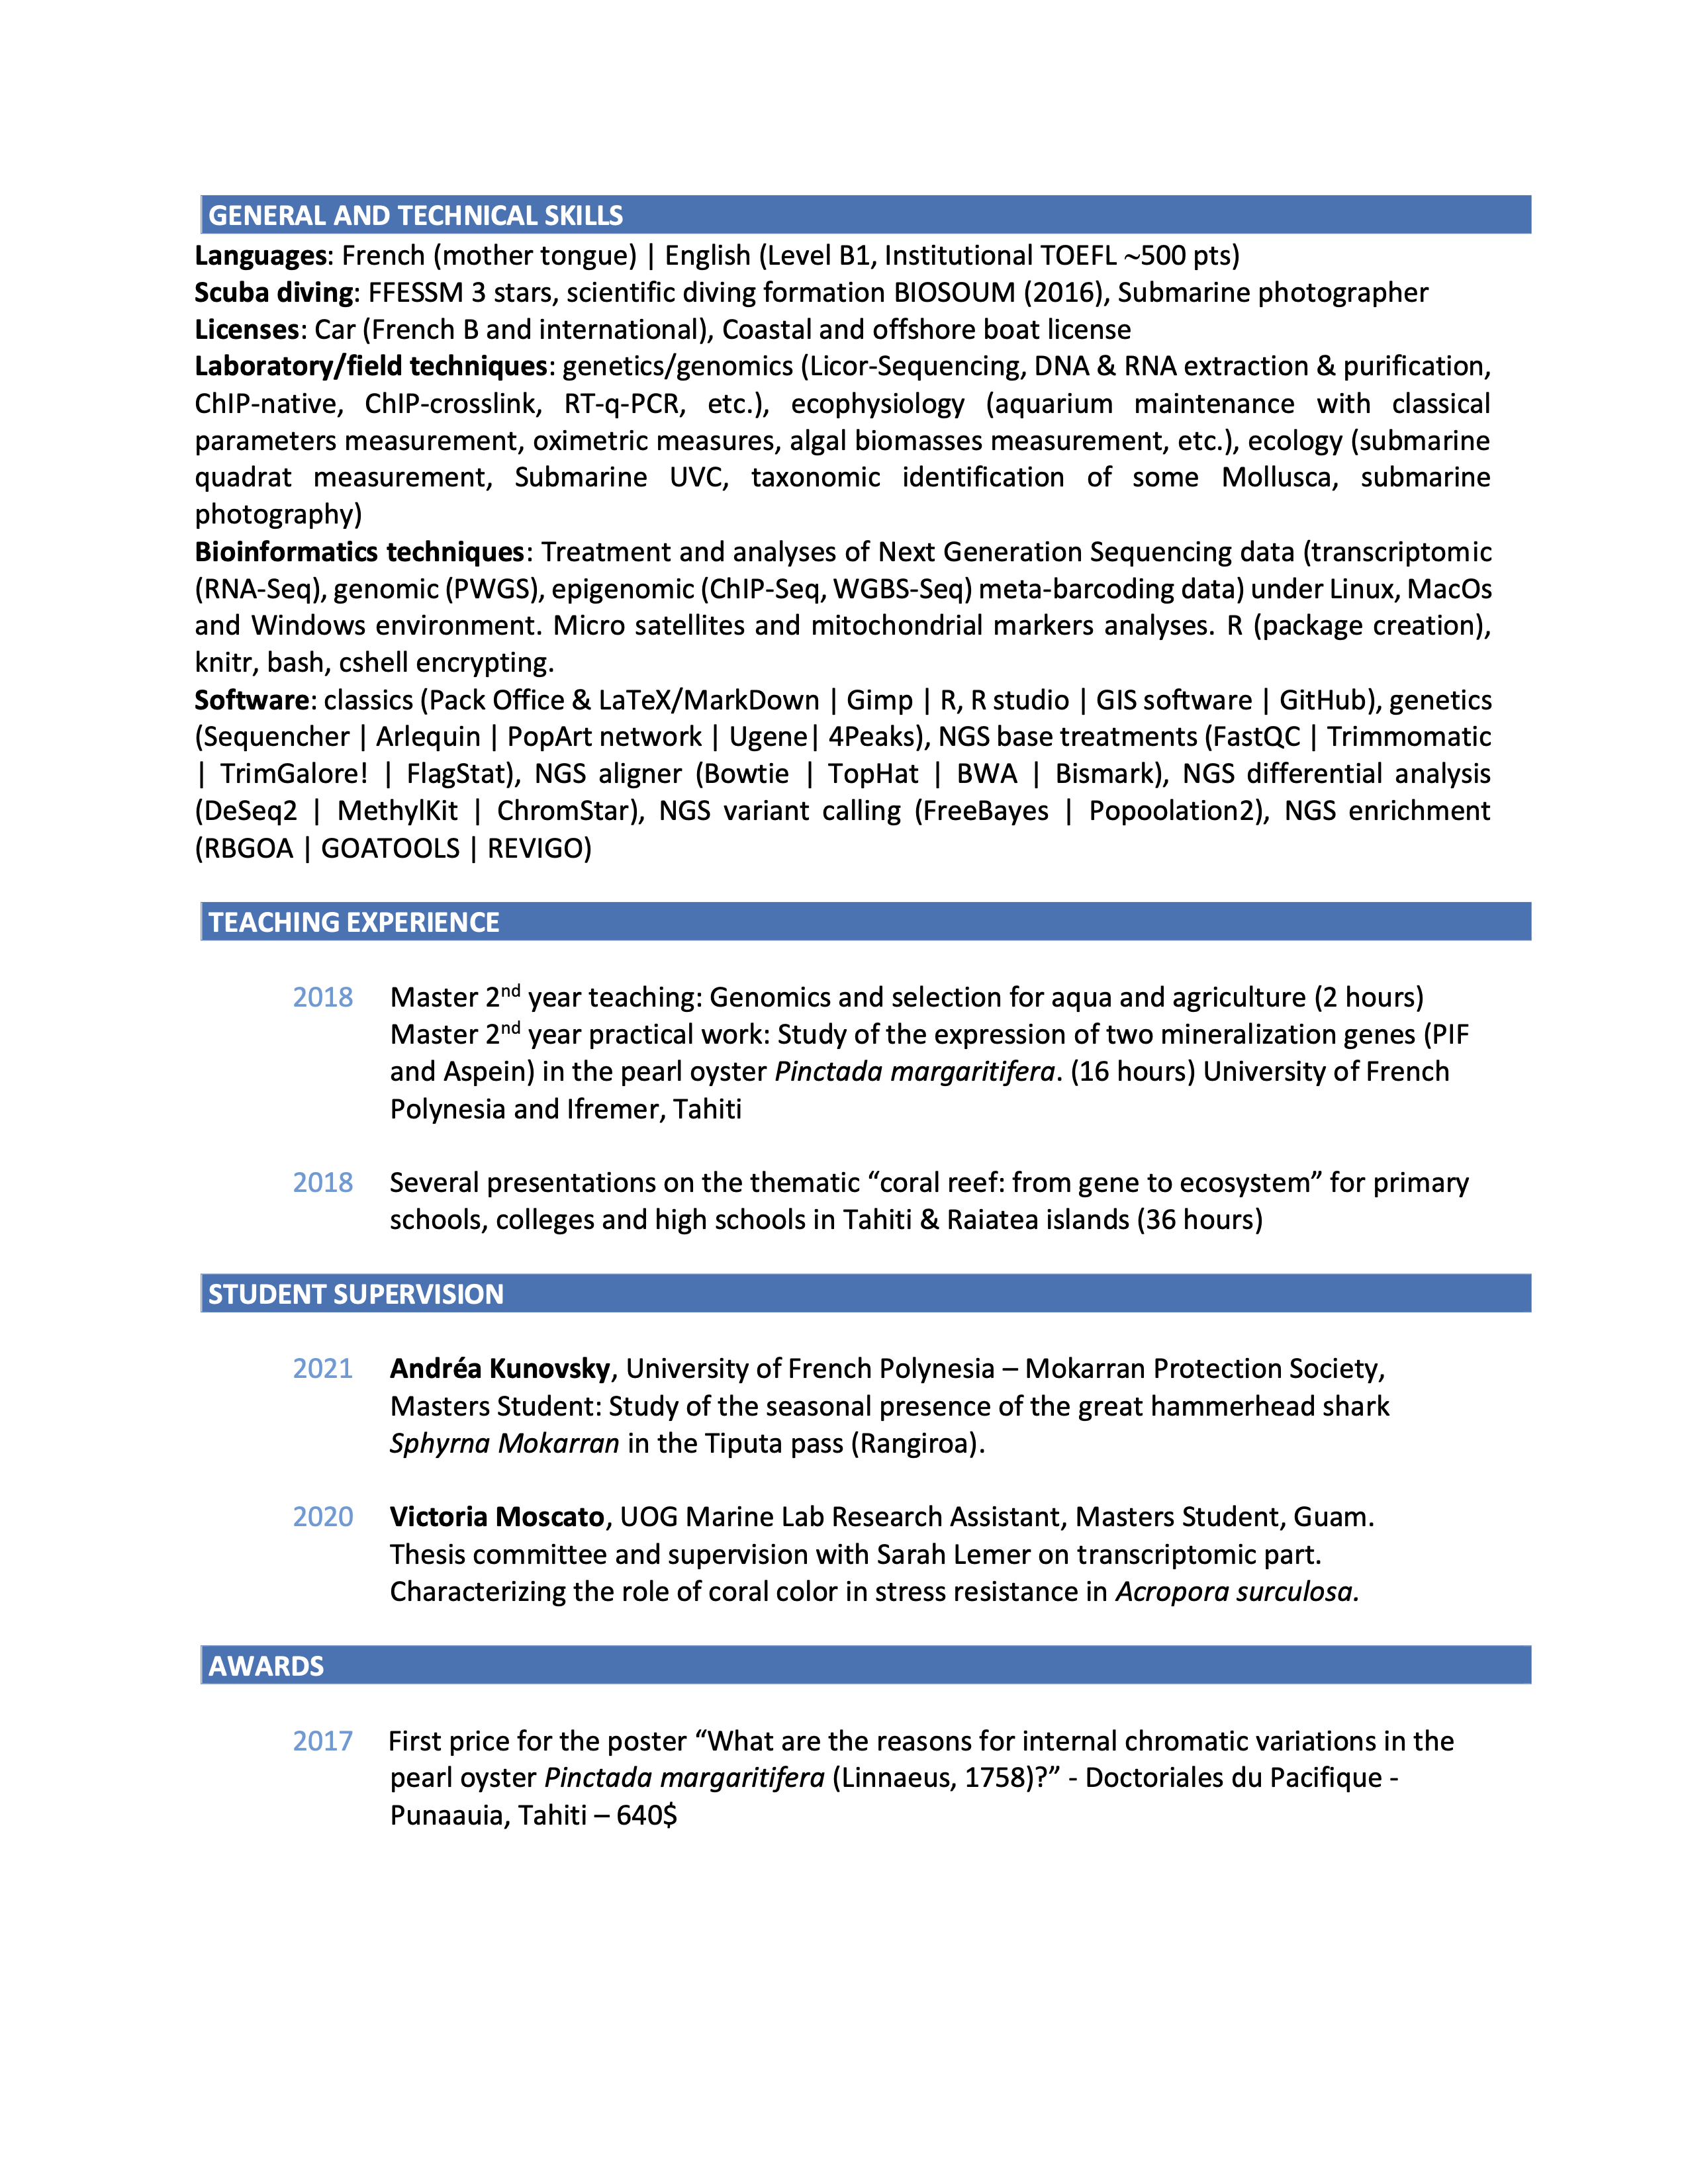 GENERAL AND TECHNICAL SKILLS
Languages: French (mother tongue) | English (Level B1, Institutional TOEFL ~500 pts)
Scuba diving: FFESSM 3 stars, scientific diving formation BIOSOUM (2016), Submarine photographer
Licenses: Car (French B and international), Coastal and offshore boat license
Laboratory/field techniques: genetics/genomics (Licor-Sequencing, DNA & RNA extraction & purification,
ChIP-native, ChIP-crosslink, RT-q-PCR, etc.), ecophysiology (aquarium maintenance with classical
parameters measurement, oximetric measures, algal biomasses measurement, etc.), ecology (submarine
quadrat measurement, Submarine UVC, taxonomic identification of some Mollusca, submarine
photography)
Bioinformatics techniques: Treatment and analyses of Next Generation Sequencing data (transcriptomic
(RNA-Seq), genomic (PWGS), epigenomic (ChIP-Seq, WGBS-Seq) meta-barcoding data) under Linux, MacOs
and Windows environment. Micro satellites and mitochondrial markers analyses. R (package creation),
knitr, bash, cshell encrypting.
Software: classics (Pack Office & LaTeX/MarkDown | Gimp | R, R studio | GIS software | GitHub), genetics
(Sequencher | Arlequin | PopArt network | Ugene| 4Peaks), NGS base treatments (FastQC | Trimmomatic
| TrimGalore! | FlagStat), NGS aligner (Bowtie | TopHat | BWA | Bismark), NGS differential analysis
(DeSeq2 | MethylKit | ChromStar), NGS variant calling (FreeBayes | Popoolation2), NGS enrichment
(RBGOA | GOATOOLS | REVIGO)
TEACHING EXPERIENCE
2018 Master 2nd year teaching: Genomics and selection for aqua and agriculture (2 hours)
Master 2nd year practical work: Study of the expression of two mineralization genes (PIF
and Aspein) in the pearl oyster Pinctada margaritifera. (16 hours) University of French
Polynesia and Ifremer, Tahiti
2018 Several presentations on the thematic “coral reef: from gene to ecosystem” for primary
schools, colleges and high schools in Tahiti & Raiatea islands (36 hours)
STUDENT SUPERVISION
2021 Andréa Kunovsky, University of French Polynesia – Mokarran Protection Society,
Masters Student: Study of the seasonal presence of the great hammerhead shark
Sphyrna Mokarran in the Tiputa pass (Rangiroa).
2020 Victoria Moscato, UOG Marine Lab Research Assistant, Masters Student, Guam.
Thesis committee and supervision with Sarah Lemer on transcriptomic part.
Characterizing the role of coral color in stress resistance in Acropora surculosa.
AWARDS
2017 First price for the poster “What are the reasons for internal chromatic variations in the
pearl oyster Pinctada margaritifera (Linnaeus, 1758)?” - Doctoriales du Pacifique -
Punaauia, Tahiti – 640$